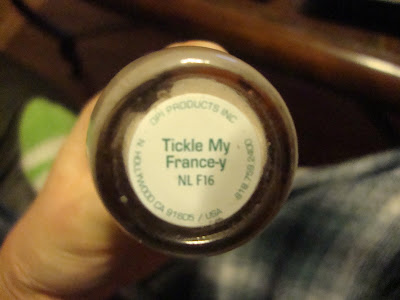 OPI PRODUCTS INC
Tickle My
France-y
NL F16
N. HOLLYWOOD CA 91605 / USA
818.759.2400